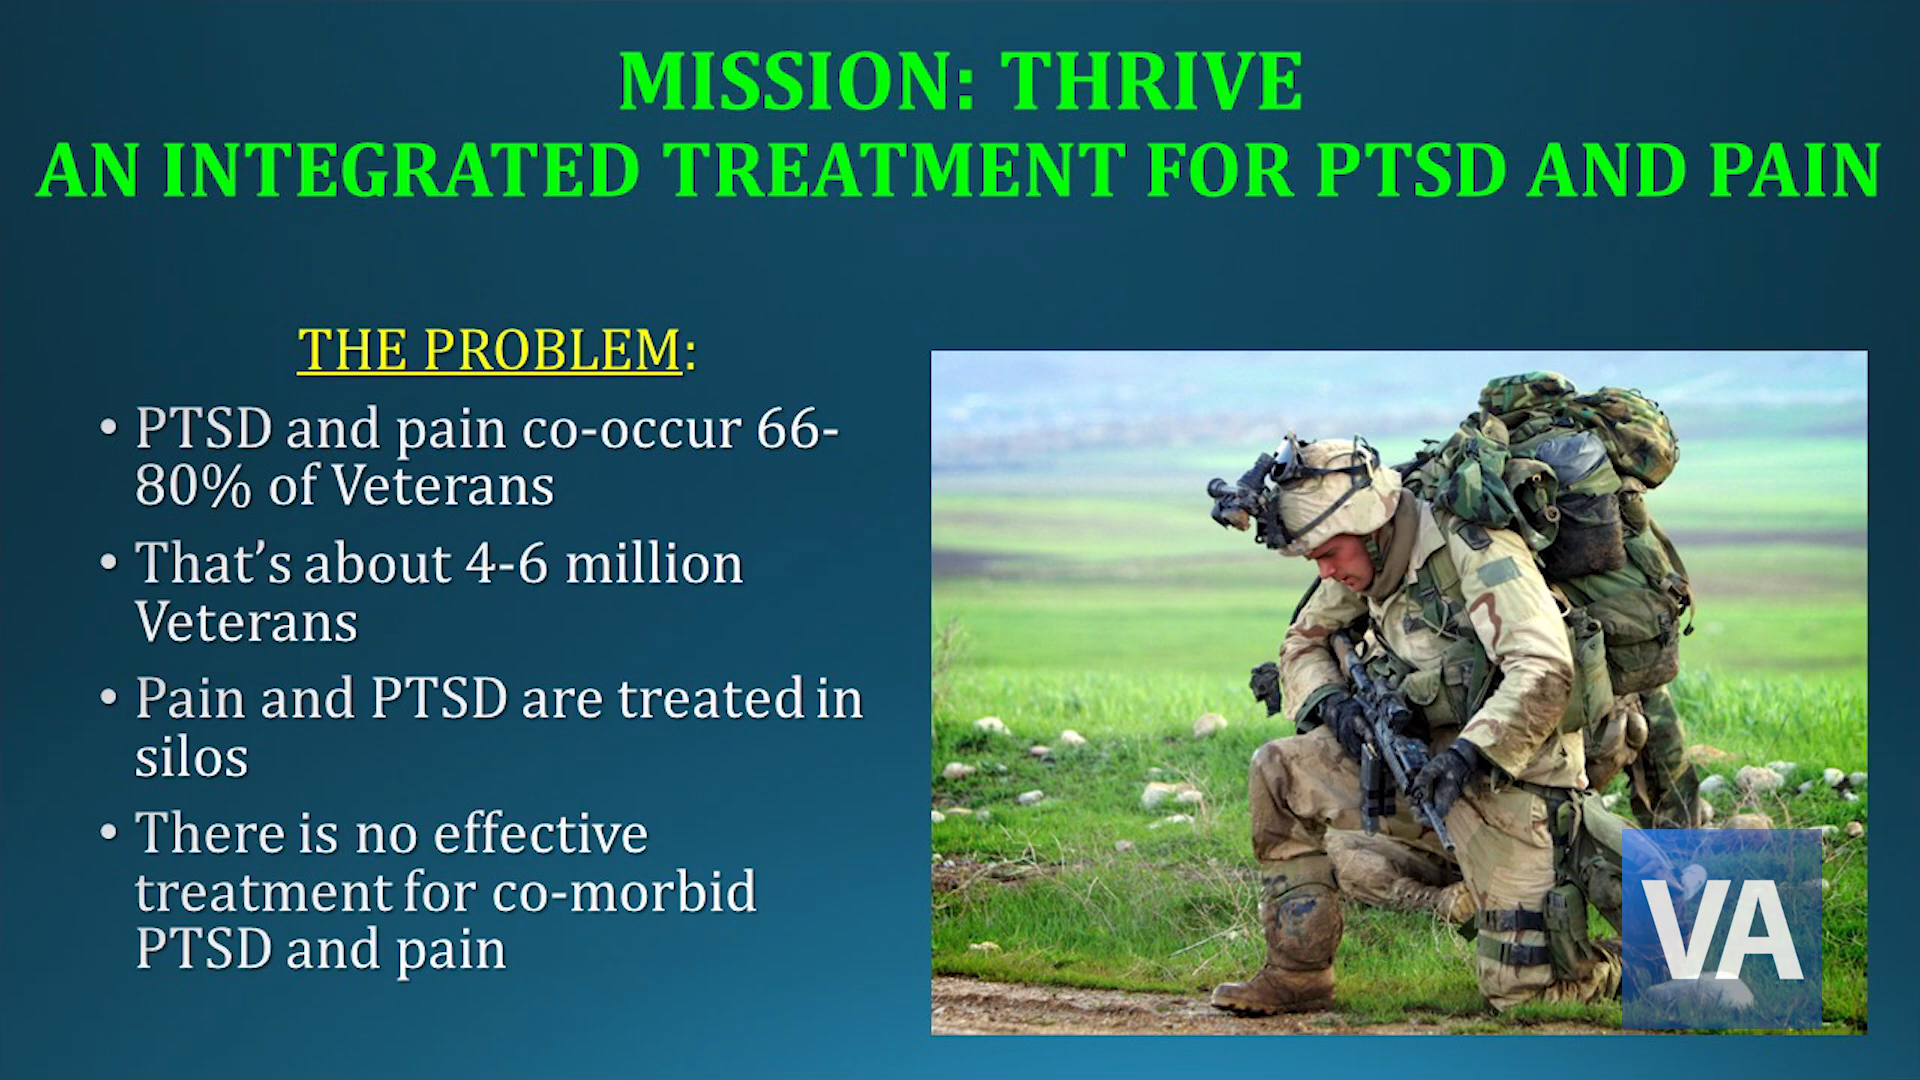 MISSION: THRIVE
AN INTEGRATED TREATMENT FOR PTSD AND PAIN
THE PROBLEM:
• PTSD and pain co-occur 66-
80% of Veterans
• That’s about 4-6 million
Veterans
• Pain and PTSD are treated in
silos
• There is no effective
treatment for co-morbid
PTSD and pain
VA